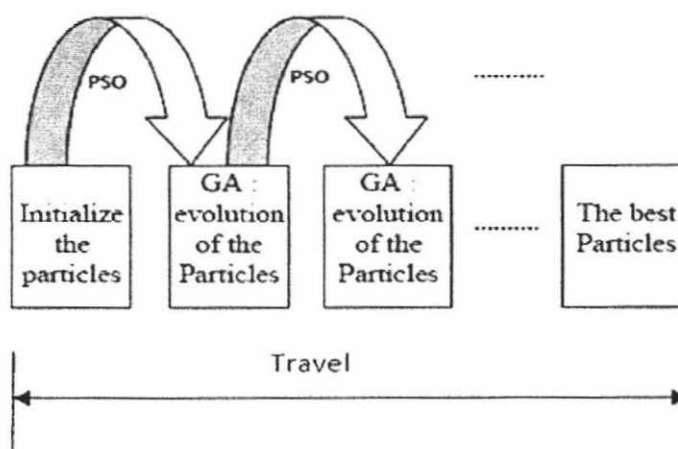 PSO
PSO
Initialize
the
particles
GA :
evolution
of the
Particles
GA :
evolution
of the
Particles
The best
Particles
Travel